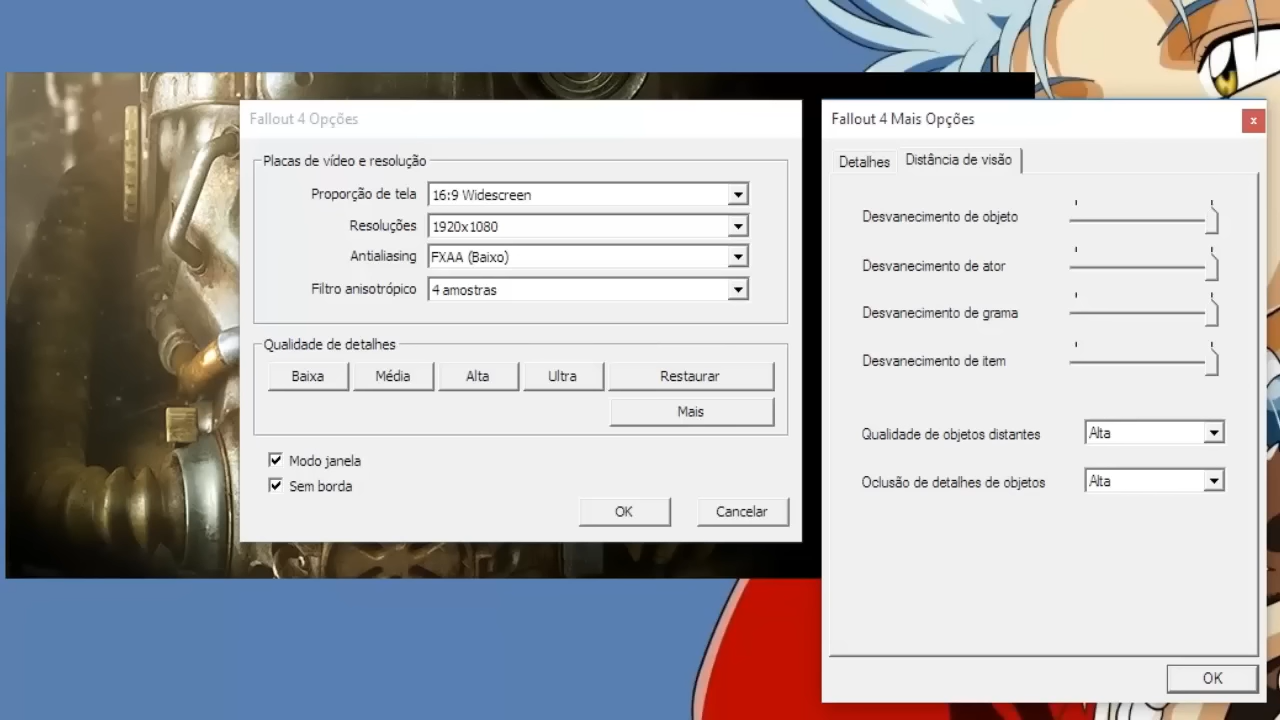 Fallout 4 Opções
Placas de vídeo e resolução
Proporção de tela 16:9 Widescreen
Resoluções 1920x1080
Antialiasing FXAA (Baixo)
Filtro anisotrópico 4 amostras
Qualidade de detalhes
Baixa Média Alta Ultra Restaurar
Mais
Modo janela
Sem borda
OK Cancelar
Fallout 4 Mais Opções x
Detalhes Distância de visão
Desvanecimento de objeto
Desvanecimento de ator
Desvanecimento de grama
Desvanecimento de item
Qualidade de objetos distantes Alta
Oclusão de detalhes de objetos Alta
OK